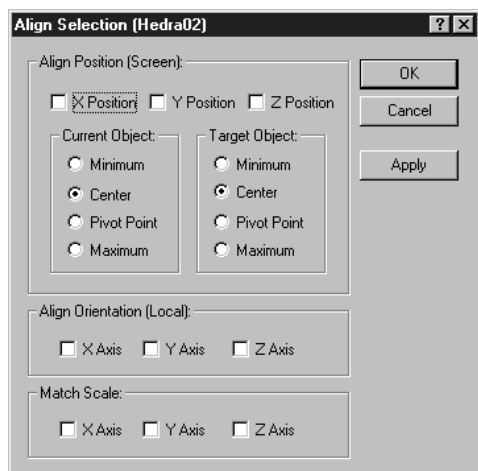 Align Selection (Hedra02)
Align Position (Screen):
X Position Y Position Z Position
Current Object:
Minimum
Center
Pivot Point
Maximum
Target Object:
Minimum
Center
Pivot Point
Maximum
Align Orientation (Local):
X Axis Y Axis Z Axis
Match Scale:
X Axis Y Axis Z Axis
OK
Cancel
Apply